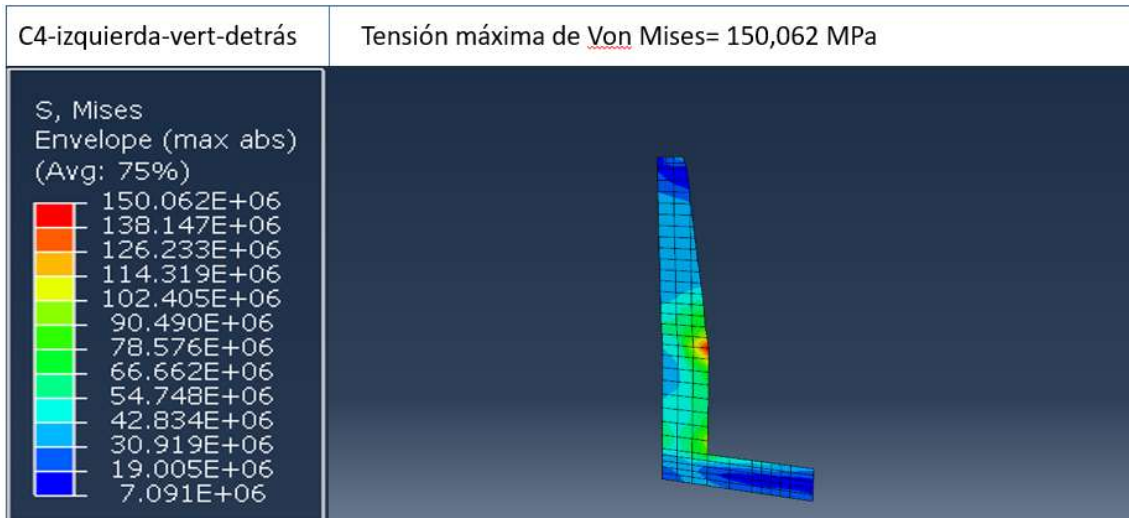 C4-izquierda-vert-detrás
Tensión máxima de Von Mises= 150,062 MPa
S, Mises
Envelope (max abs)
(Avg: 75%)
150.062E+06
138.147E+06
126.233E+06
114.319E+06
102.405E+06
90.490E+06
78.576E+06
66.662E+06
54.748E+06
42.834E+06
30.919E+06
19.005E+06
7.091E+06